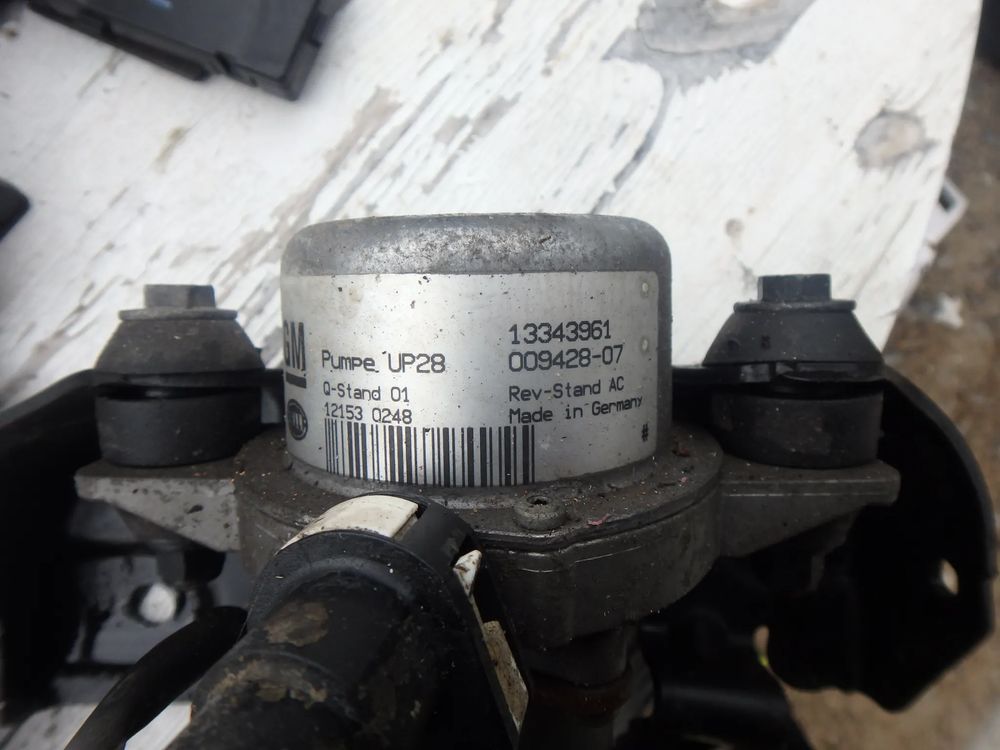 GM
Pumpe UP28
Q-Stand 01
12153 0248
13343961
009428-07
Rev-Stand AC
Made in Germany
#